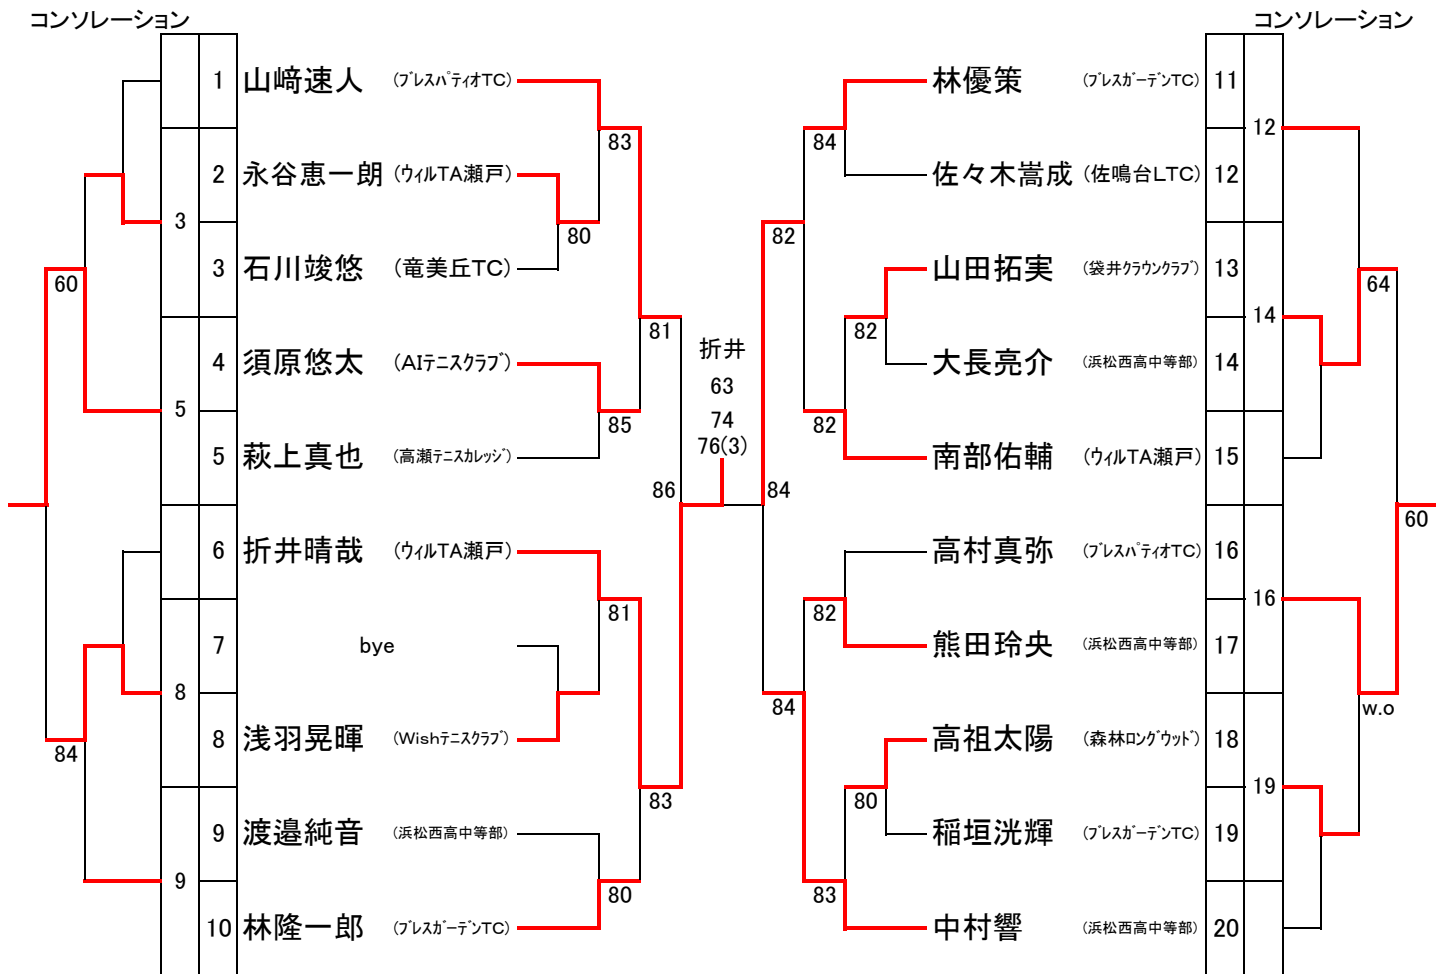 コンソレーション
コンソレーション
1 山﨑速人 (ブレスパティオTC)
2 永谷恵一朗 (ウィルTA瀬戸)
3 石川竣悠 (竜美丘TC)
4 須原悠太 (AIテニスクラブ)
5 萩上真也 (高瀬テニスカレッジ)
6 折井晴哉 (ウィルTA瀬戸)
7 bye
8 浅羽晃暉 (Wishテニスクラブ)
9 渡邉純音 (浜松西高中等部)
10 林隆一郎 (ブレスガーデンTC)
3
5
8
9
60
84
83
80
81
85
86
81
83
80
折井
63
74
76(3)
84
82
82
82
84
82
84
80
83
林優策 (ブレスガーデンTC) 11
佐々木嵩成 (佐鳴台LTC) 12
山田拓実 (袋井クラウンクラブ) 13
大長亮介 (浜松西高中等部) 14
南部佑輔 (ウィルTA瀬戸) 15
高村真弥 (ブレスパティオTC) 16
熊田玲央 (浜松西高中等部) 17
高祖太陽 (森林ロングウッド) 18
稲垣洸輝 (ブレスガーデンTC) 19
中村響 (浜松西高中等部) 20
12
14
16
19
64
60
w.o